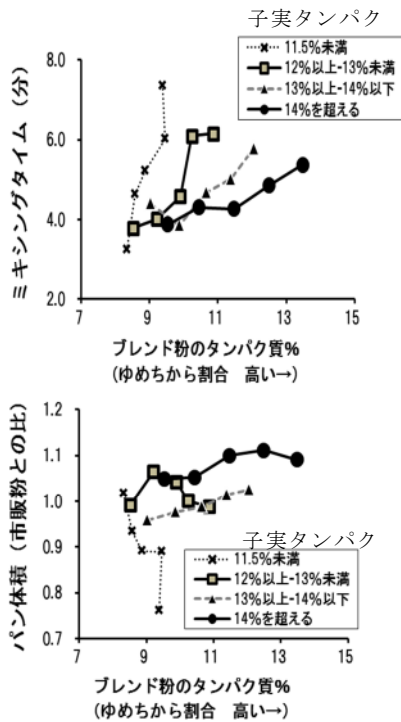 子実タンパク
11.5%未満
12%以上-13%未満
13%以上-14%以下
14%を超える
ミキシングタイム（分）
8.0
6.0
4.0
2.0
7 9 11 13 15
ブレンド粉のタンパク質%
(ゆめちから割合　高い→)
パン体積（市販粉との比）
1.2
1.1
1.0
0.9
0.8
0.7
子実タンパク
11.5%未満
12%以上-13%未満
13%以上-14%以下
14%を超える
7 9 11 13 15
ブレンド粉のタンパク質%
(ゆめちから割合　高い→)